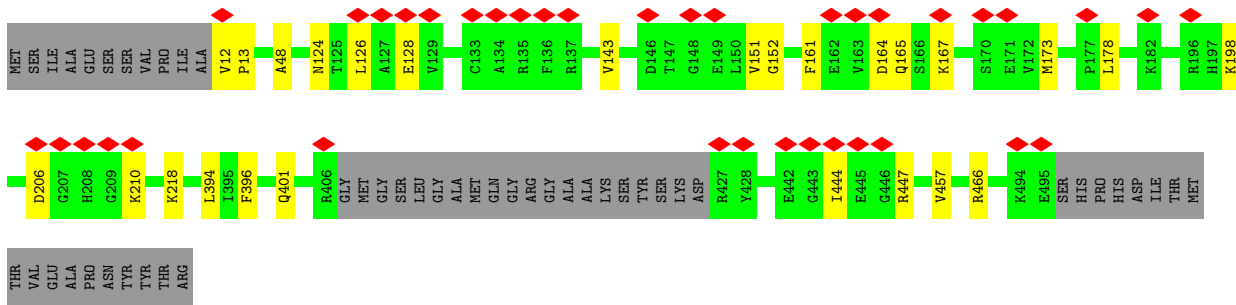 MET SER ILE ALA GLU SER SER VAL PRO ILE ALA V12 P13 A48 N124 T125 L126 A127 E128 V129 C133 A134 R135 F136 R137 V143 D146 T147 G148 E149 L150 V151 G152 F161 E162 V163 D164 Q165 S166 K167 S170 E171 V172 M173 P177 L178 K182 R196 H197 K198
D206 G207 H208 G209 K210 K218 L394 I395 F396 Q401 R406 GLY MET GLY SER LEU GLY ALA MET GLN GLY ARG GLY ALA ALA LYS SER TYR SER LYS ASP R427 Y428 E442 G443 I444 E445 G446 R447 V457 R466 K494 E495 SER HIS PRO HIS ASP ILE THR MET
THR VAL GLU ALA PRO ASN TYR TYR THR ARG